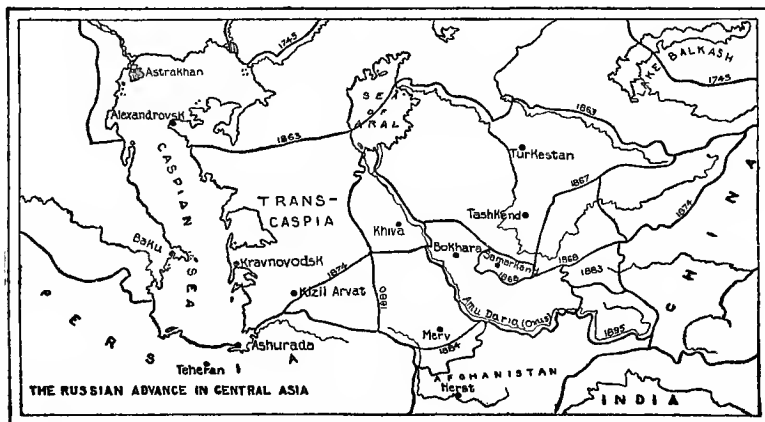 1745
Astrakhan
LAKE BALKASH
1745
Alexandrovsk
SEA OF ARAL
1863
1863
CASPIAN SEA
Turkestan
1867
TRANS-
CASPIA
Tashkend
1874
Khiva
Baku
Bokhara
Samarkand
1868
1868
Kravnovodsk
1874
1883
CHINA
Kizil Arvat
1880
Amu Daria (Oxus)
PERSIA
Merv
1884
1895
Ashurada
Teheran
AFGHANISTAN
THE RUSSIAN ADVANCE IN CENTRAL ASIA
Herat
INDIA